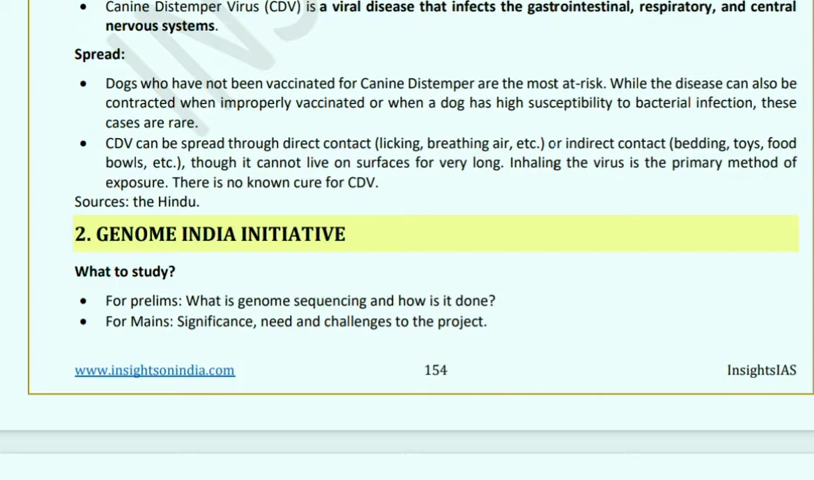 • Canine Distemper Virus (CDV) is a viral disease that infects the gastrointestinal, respiratory, and central
nervous systems.
Spread:
• Dogs who have not been vaccinated for Canine Distemper are the most at-risk. While the disease can also be
contracted when improperly vaccinated or when a dog has high susceptibility to bacterial infection, these
cases are rare.
• CDV can be spread through direct contact (licking, breathing air, etc.) or indirect contact (bedding, toys, food
bowls, etc.), though it cannot live on surfaces for very long. Inhaling the virus is the primary method of
exposure. There is no known cure for CDV.
Sources: the Hindu.
2. GENOME INDIA INITIATIVE
What to study?
• For prelims: What is genome sequencing and how is it done?
• For Mains: Significance, need and challenges to the project.
www.insightsonindia.com 154 InsightsIAS